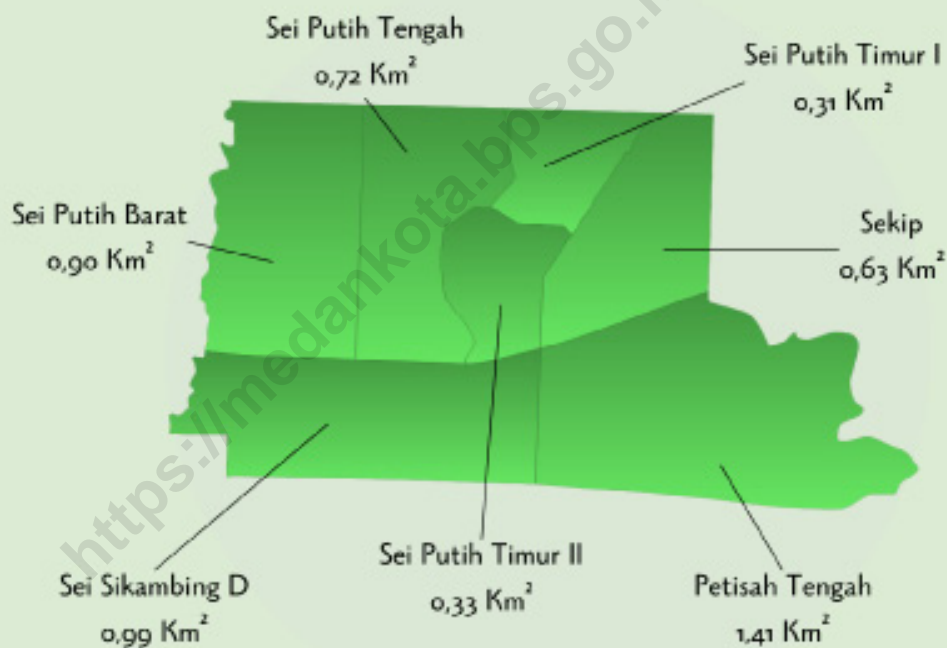 Sei Putih Tengah
0,72 Km²
Sei Putih Timur I
0,31 Km²
Sei Putih Barat
0,90 Km²
Sekip
0,63 Km²
Sei Sikambing D
0,99 Km²
Sei Putih Timur II
0,33 Km²
Petisah Tengah
1,41 Km²
https://medankota.bps.go.